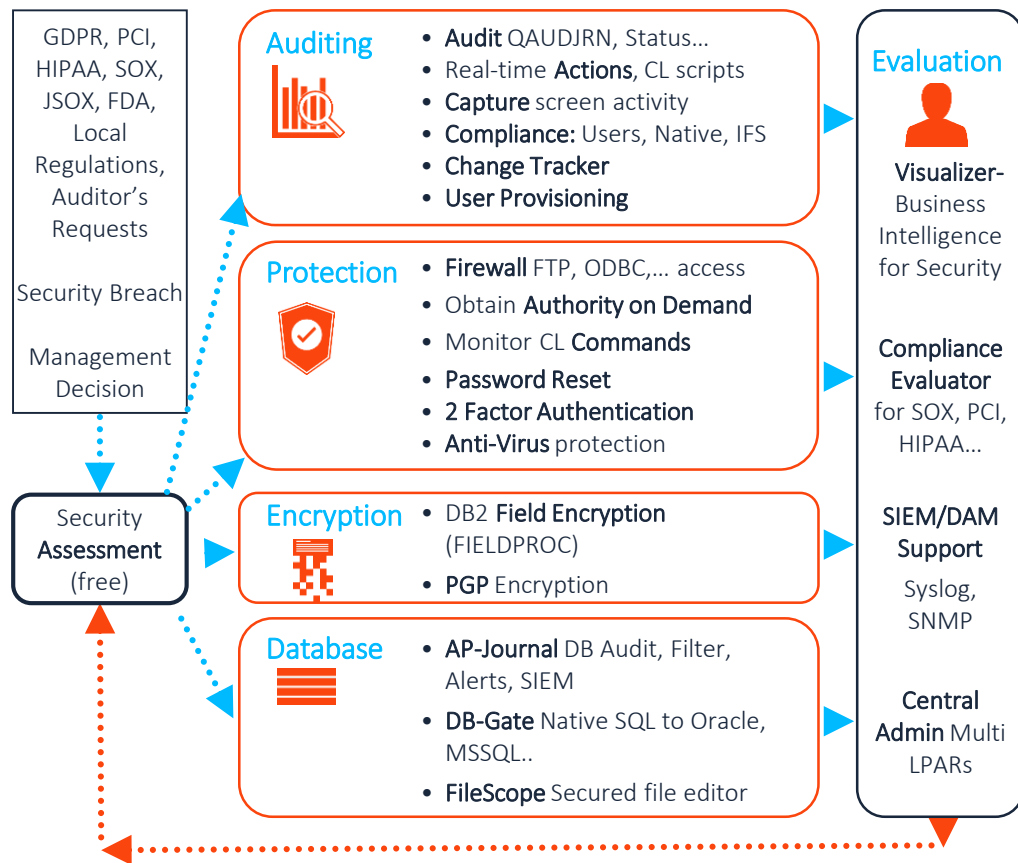 GDPR, PCI,
HIPAA, SOX,
JSOX, FDA,
Local
Regulations,
Auditor's
Requests
Security Breach
Management
Decision
Security
Assessment
(free)
Auditing
• Audit QAUDJRN, Status...
• Real-time Actions, CL scripts
• Capture screen activity
• Compliance: Users, Native, IFS
• Change Tracker
• User Provisioning
Protection
• Firewall FTP, ODBC,... access
• Obtain Authority on Demand
• Monitor CL Commands
• Password Reset
• 2 Factor Authentication
• Anti-Virus protection
Encryption
• DB2 Field Encryption
(FIELDPROC)
• PGP Encryption
Database
• AP-Journal DB Audit, Filter,
Alerts, SIEM
• DB-Gate Native SQL to Oracle,
MSSQL..
• FileScope Secured file editor
Evaluation
Visualizer-
Business
Intelligence
for Security
Compliance
Evaluator
for SOX, PCI,
HIPAA...
SIEM/DAM
Support
Syslog,
SNMP
Central
Admin Multi
LPARs